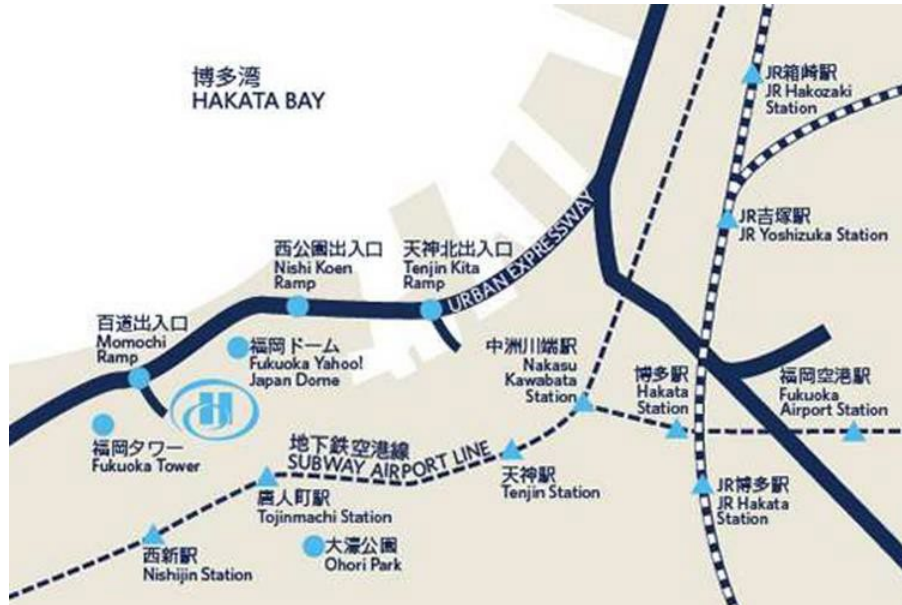 博多湾
HAKATA BAY
JR箱崎駅
JR Hakozaki
Station
JR吉塚駅
JR Yoshizuka Station
西公園出入口
Nishi Koen
Ramp
天神北出入口
Tenjin Kita
Ramp
URBAN EXPRESSWAY
百道出入口
Momochi
Ramp
福岡ドーム
Fukuoka Yahoo!
Japan Dome
中洲川端駅
Nakasu
Kawabata
Station
博多駅
Hakata
Station
福岡空港駅
Fukuoka
Airport Station
H
福岡タワー
Fukuoka Tower
地下鉄空港線
SUBWAY AIRPORT LINE
天神駅
Tenjin Station
唐人町駅
Tojinmachi Station
JR博多駅
JR Hakata
Station
西新駅
Nishijin Station
大濠公園
Ohori Park